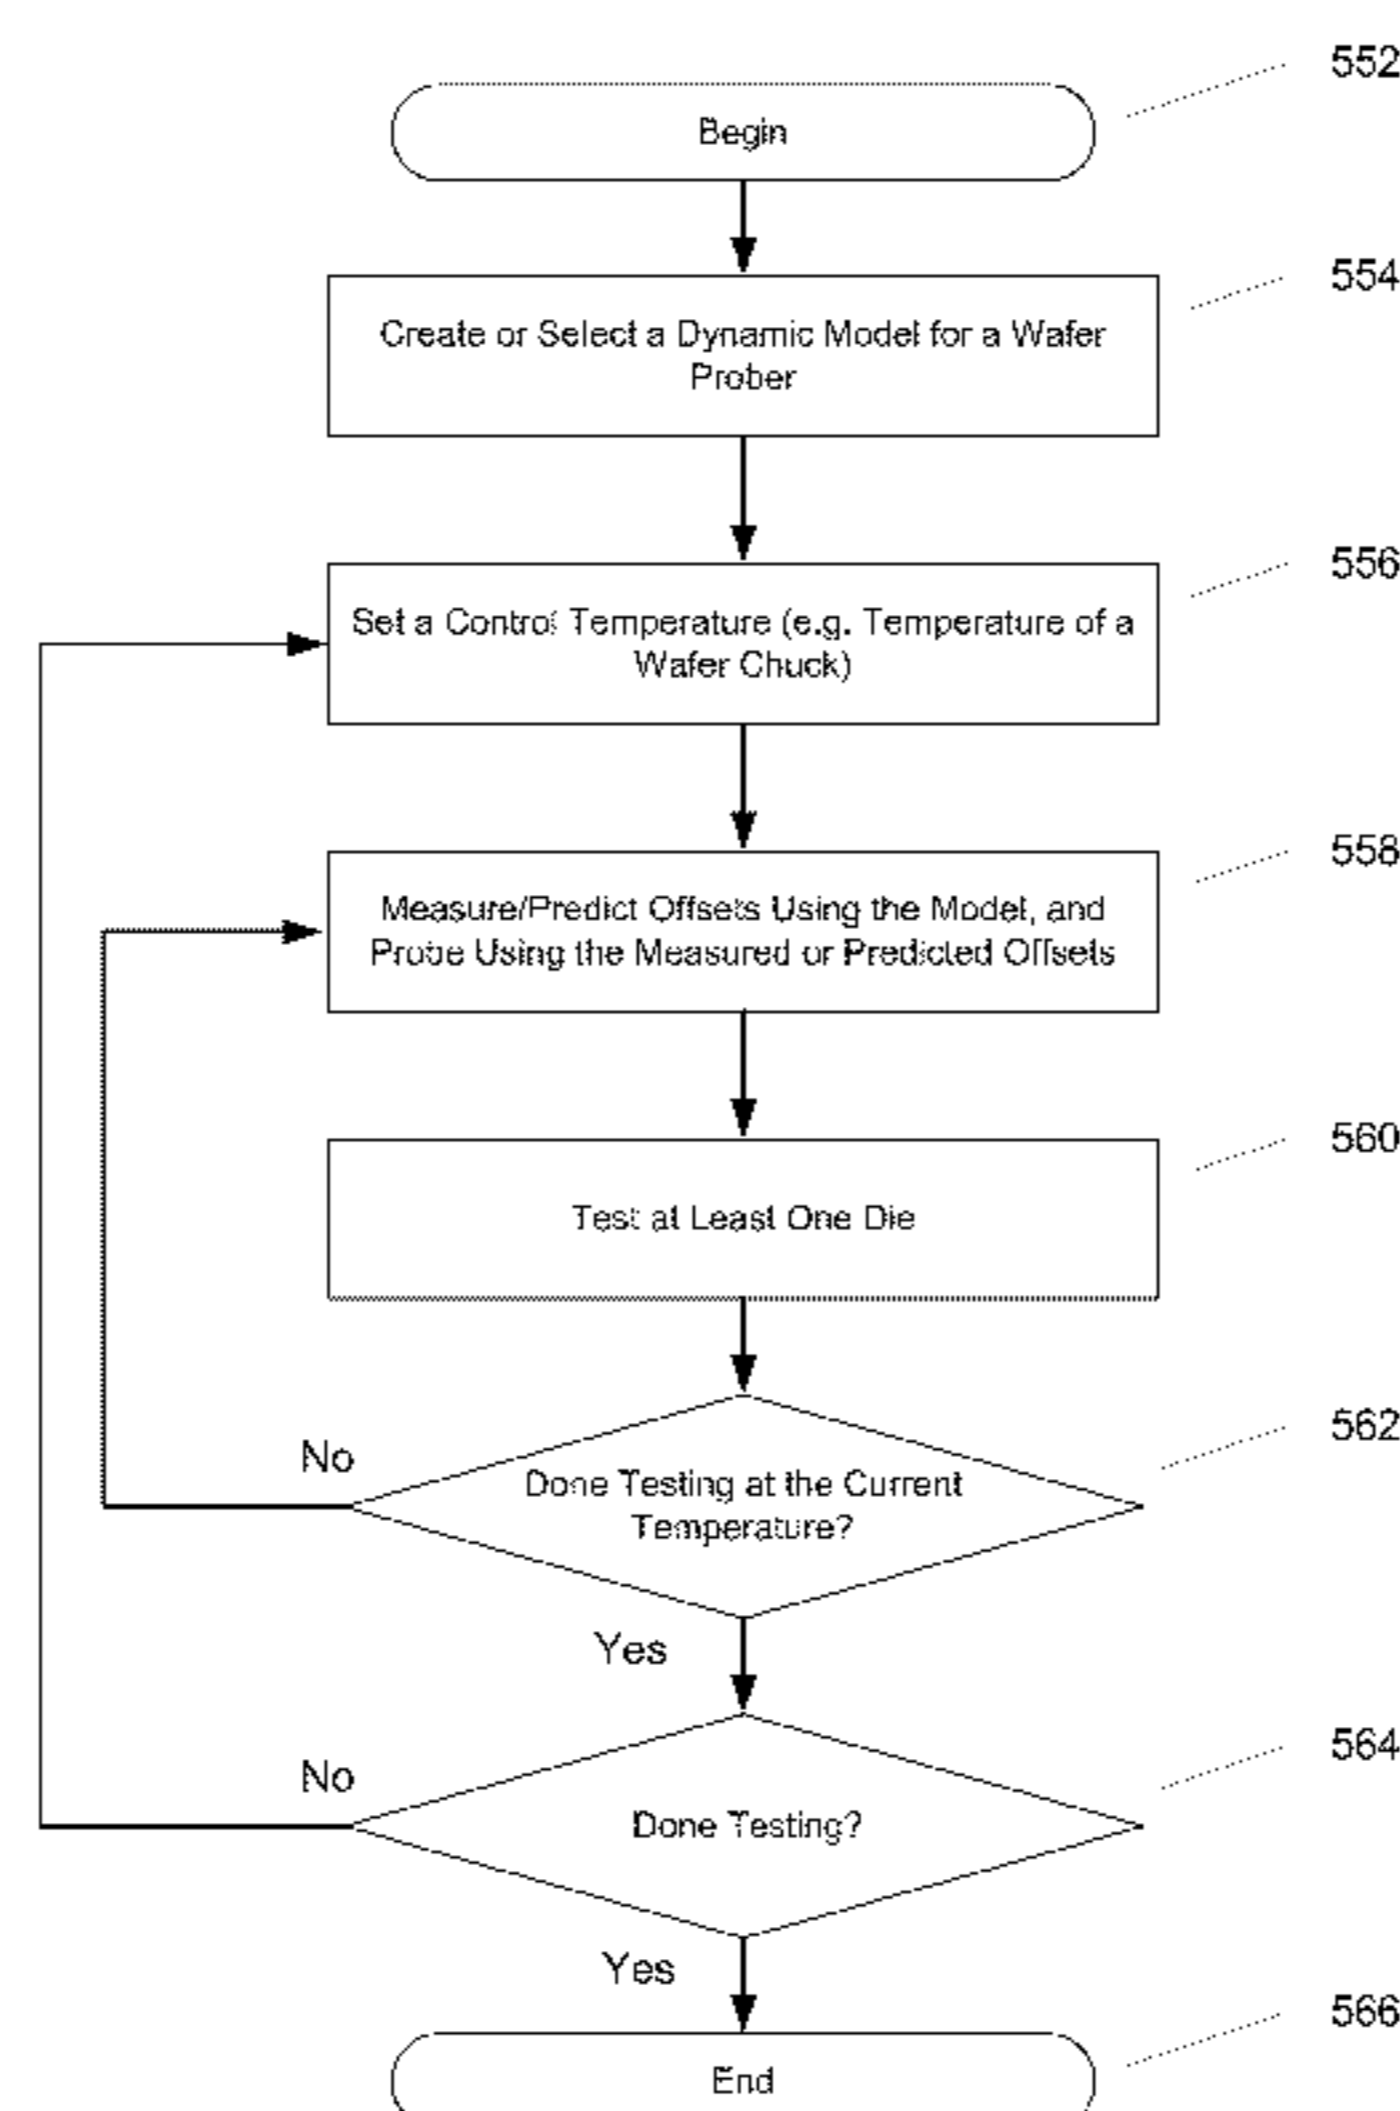 552
Begin
554
Create or Select a Dynamic Model for a Wafer
Prober
556
Set a Control Temperature (e.g. Temperature of a
Wafer Chuck)
558
Measure/Predict Offsets Using the Model, and
Probe Using the Measured or Predicted Offsets
560
Test at Least One Die
562
No
Done Testing at the Current
Temperature?
Yes
564
No
Done Testing?
Yes
566
End